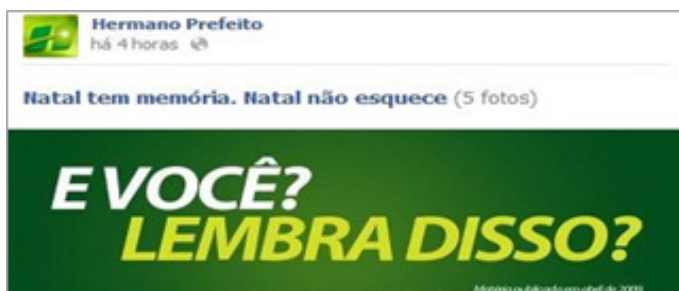 Hermano Prefeito
há 4 horas
Natal tem memória. Natal não esquece (5 fotos)
E VOCÊ?
LEMBRA DISSO?